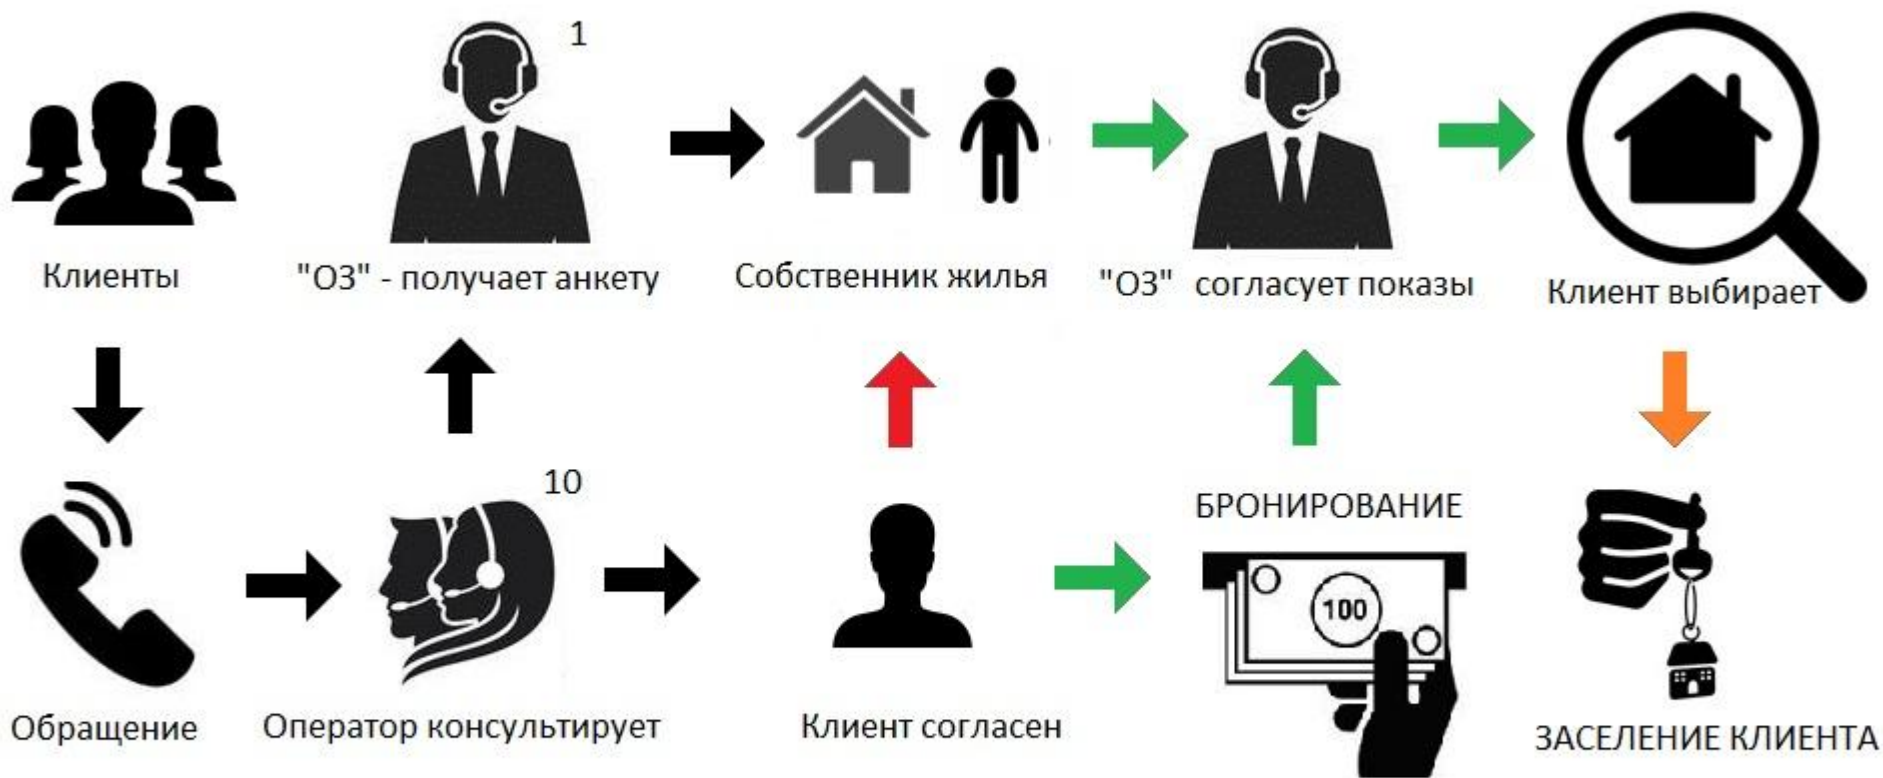 1
Клиенты
"ОЗ" - получает анкету
Собственник жилья
"ОЗ" согласует показы
Клиент выбирает
10
БРОНИРОВАНИЕ
100
Обращение
Оператор консультирует
Клиент согласен
ЗАСЕЛЕНИЕ КЛИЕНТА